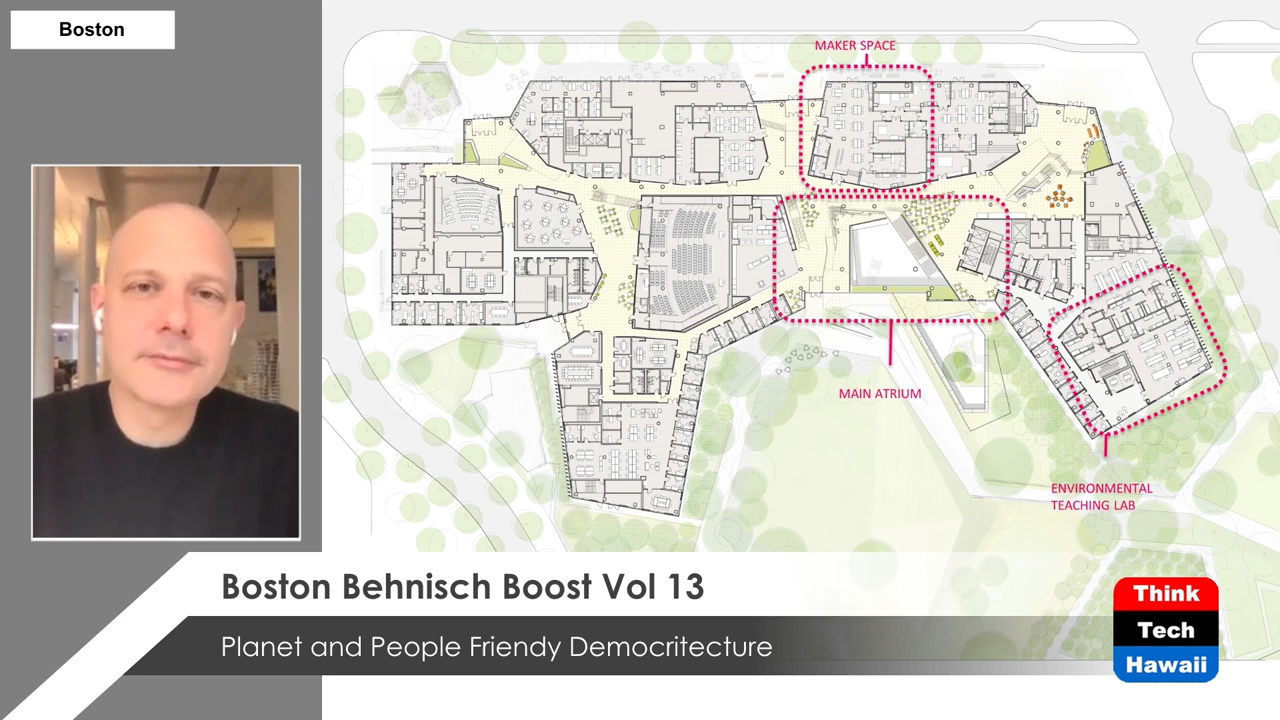 Boston
MAKER SPACE
MAIN ATRIUM
ENVIRONMENTAL
TEACHING LAB
Boston Behnisch Boost Vol 13
Planet and People Friendy Democritecture
Think
Tech
Hawaii